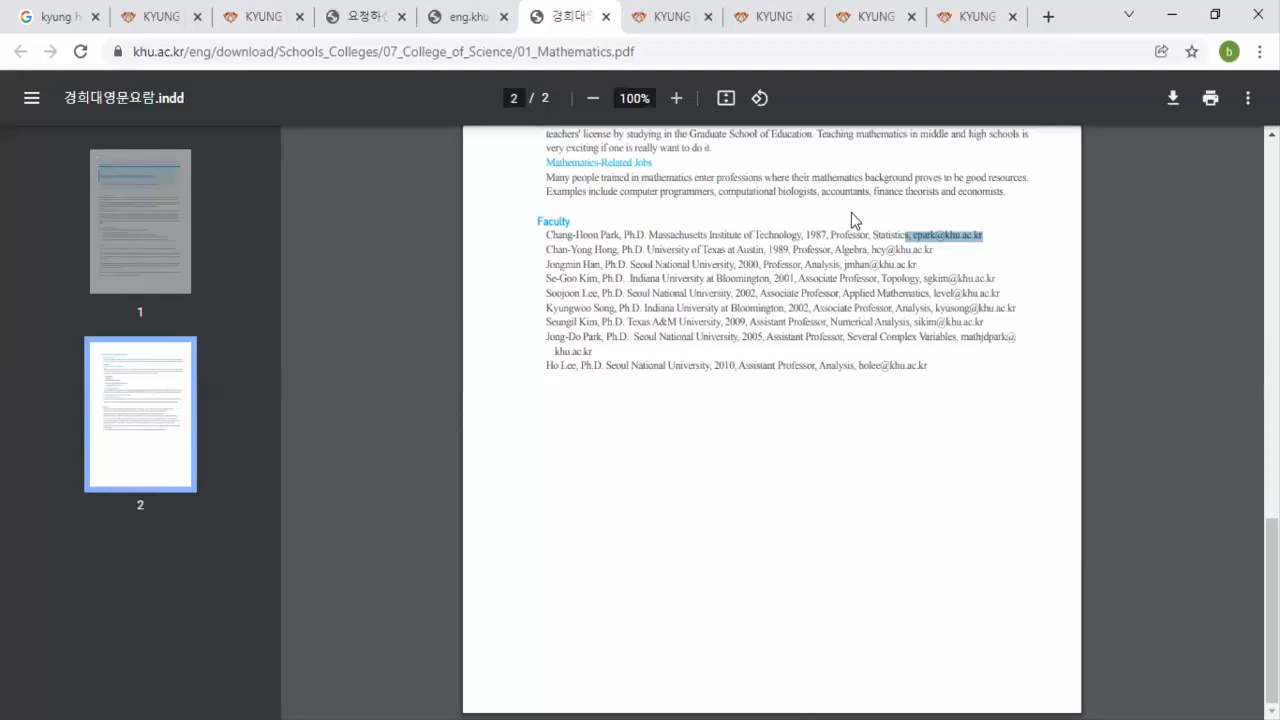 kyung h
KYUNG
KYUNG
요청하신
eng.khu
경희대영
KYUNG
KYUNG
KYUNG
KYUNG
khu.ac.kr/eng/download/Schools_Colleges/07_College_of_Science/01_Mathematics.pdf
b
경희대영문요람.indd
2 / 2
100%
teachers' license by studying in the Graduate School of Education. Teaching mathematics in middle and high schools is
very exciting if one is really want to do it.
Mathematics-Related Jobs
Many people trained in mathematics enter professions where their mathematics background proves to be good resources.
Examples include computer programmers, computational biologists, accountants, finance theorists and economists.
Faculty
Chang-Hoon Park, Ph.D. Massachusetts Institute of Technology, 1987, Professor, Statistics, cpark@khu.ac.kr
Chan-Yong Hong, Ph.D. University of Texas at Austin, 1989, Professor, Algebra, hcy@khu.ac.kr
Jongmin Han, Ph.D. Seoul National University, 2000, Professor, Analysis, jmhan@khu.ac.kr
Se-Goo Kim, Ph.D. Indiana University at Bloomington, 2001, Associate Professor, Topology, sgkim@khu.ac.kr
Soojoon Lee, Ph.D. Seoul National University, 2002, Associate Professor, Applied Mathematics, level@khu.ac.kr
Kyungwoo Song, Ph.D. Indiana University at Bloomington, 2002, Associate Professor, Analysis, kyusong@khu.ac.kr
Seungil Kim, Ph.D. Texas A&M University, 2009, Assistant Professor, Numerical Analysis, sikim@khu.ac.kr
Jong-Do Park, Ph.D. Seoul National University, 2005, Assistant Professor, Several Complex Variables, mathjdpark@
khu.ac.kr
Ho Lee, Ph.D. Seoul National University, 2010, Assistant Professor, Analysis, holee@khu.ac.kr
1
2